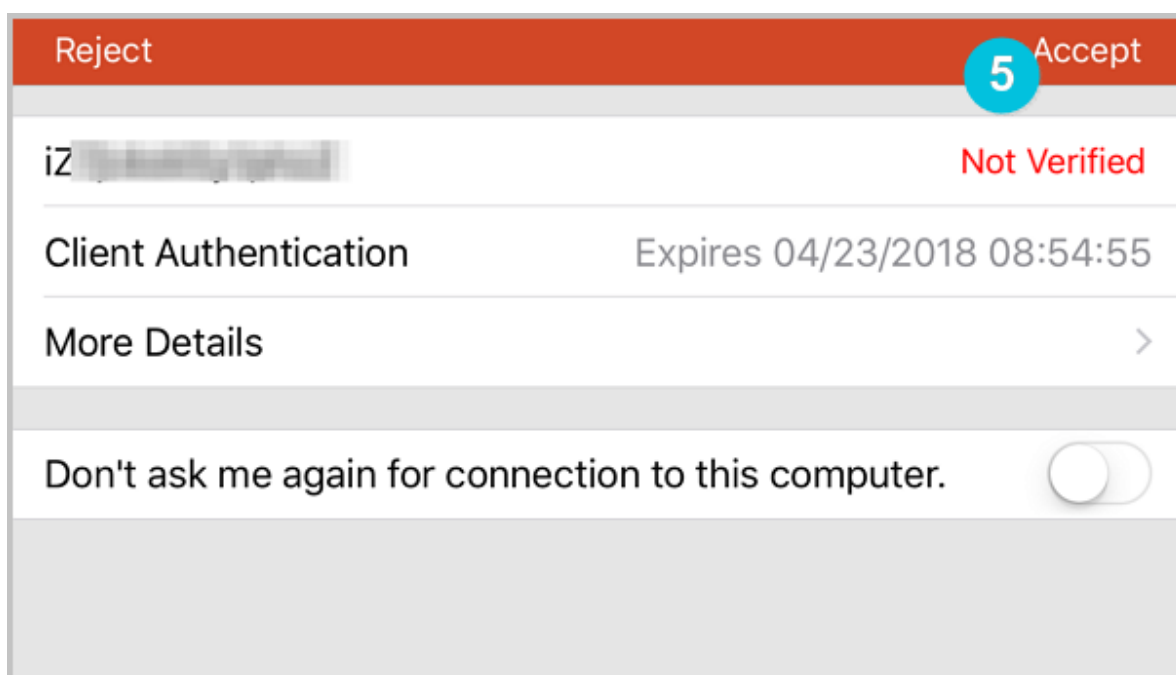 Reject Accept
5
iZ Not Verified
Client Authentication Expires 04/23/2018 08:54:55
More Details
Don't ask me again for connection to this computer.